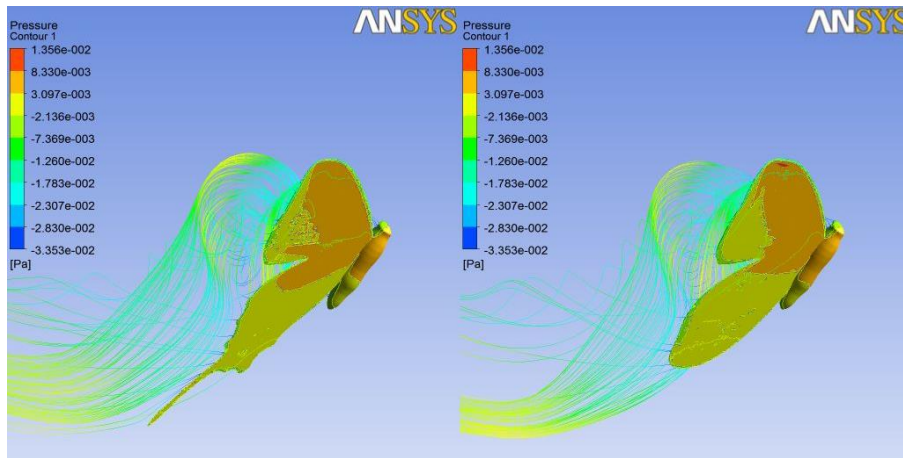 ANSYS
Pressure
Contour 1
1.356e-002
8.330e-003
3.097e-003
-2.136e-003
-7.369e-003
-1.260e-002
-1.783e-002
-2.307e-002
-2.830e-002
-3.353e-002
[Pa]
ANSYS
Pressure
Contour 1
1.356e-002
8.330e-003
3.097e-003
-2.136e-003
-7.369e-003
-1.260e-002
-1.783e-002
-2.307e-002
-2.830e-002
-3.353e-002
[Pa]